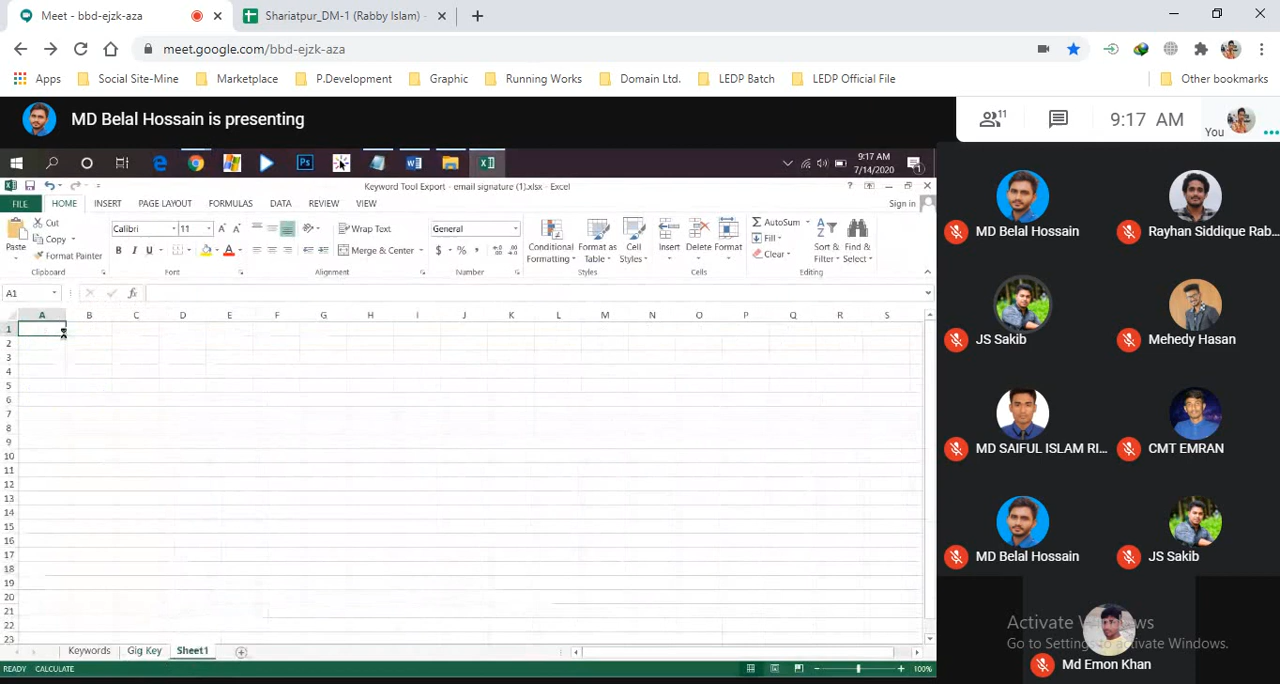 Meet - bbd-ejzk-aza
Shariatpur_DM-1 (Rabby Islam) -
meet.google.com/bbd-ejzk-aza
Apps
Social Site-Mine
Marketplace
P.Development
Graphic
Running Works
Domain Ltd.
LEDP Batch
LEDP Official File
Other bookmarks
MD Belal Hossain is presenting
11
9:17 AM
You
9:17 AM
7/14/2020
Keyword Tool Export - email signature (1).xlsx - Excel
FILE HOME INSERT PAGE LAYOUT FORMULAS DATA REVIEW VIEW
Sign in
Cut
Copy
Format Painter
Paste
Clipboard
Calibri 11
B I U
Font
Wrap Text
Merge & Center
Alignment
General
$ % ,
Number
Conditional Formatting
Format as Table
Cell Styles
Styles
Insert Delete Format
Cells
AutoSum
Fill
Clear
Sort & Filter
Find & Select
Editing
A1
fx
A B C D E F G H I J K L M N O P Q R S
1
2
3
4
5
6
7
8
9
10
11
12
13
14
15
16
17
18
19
20
21
22
23
Keywords Gig Key Sheet1
READY CALCULATE
100%
MD Belal Hossain
Rayhan Siddique Rab...
JS Sakib
Mehedy Hasan
MD SAIFUL ISLAM RI...
CMT EMRAN
MD Belal Hossain
JS Sakib
Md Emon Khan
Activate Windows
Go to Settings to activate Windows.